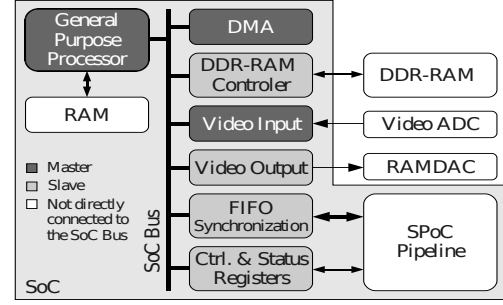 General
Purpose
Processor
RAM
Master
Slave
Not directly
connected to
the SoC Bus
SoC
SoC Bus
DMA
DDR-RAM
Controler
Video Input
Video Output
FIFO
Synchronization
Ctrl. & Status
Registers
DDR-RAM
Video ADC
RAMDAC
SPoC
Pipeline